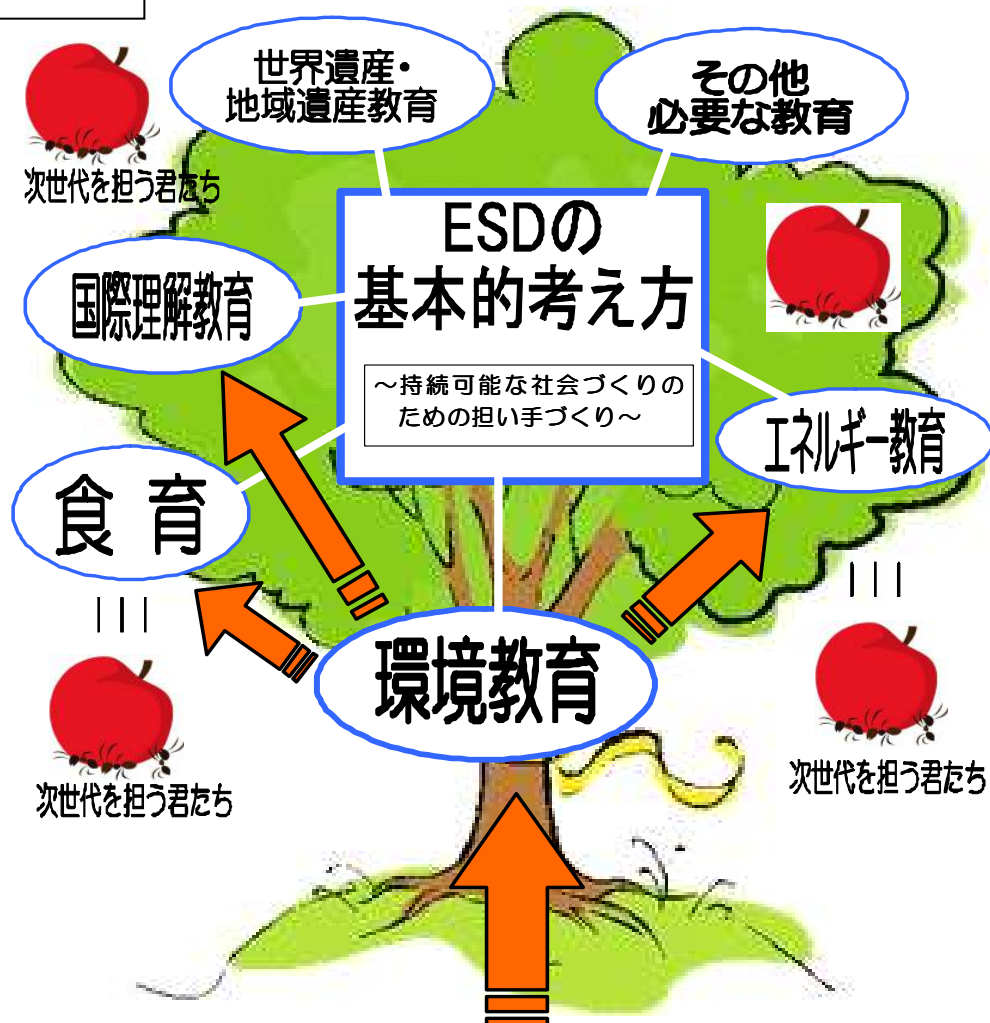 世界遺産・
地域遺産教育
その他
必要な教育
次世代を担う君たち
ESDの
基本的考え方
国際理解教育
～持続可能な社会づくりの
ための担い手づくり～
エネルギー教育
食 育
環境教育
次世代を担う君たち
次世代を担う君たち